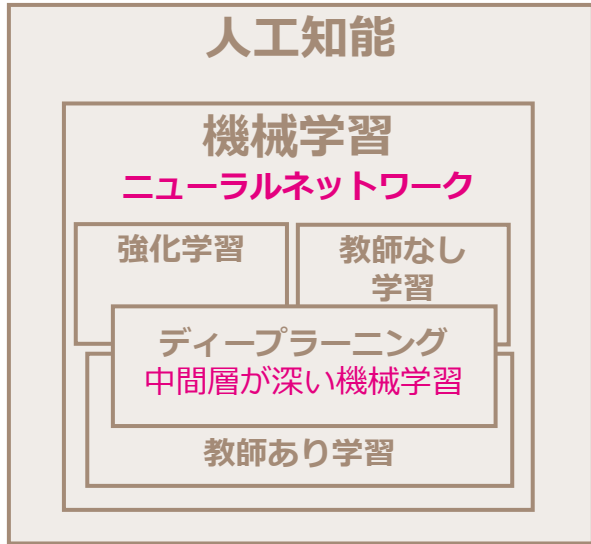 人工知能
機械学習
ニューラルネットワーク
強化学習
教師なし
学習
ディープラーニング
中間層が深い機械学習
教師あり学習